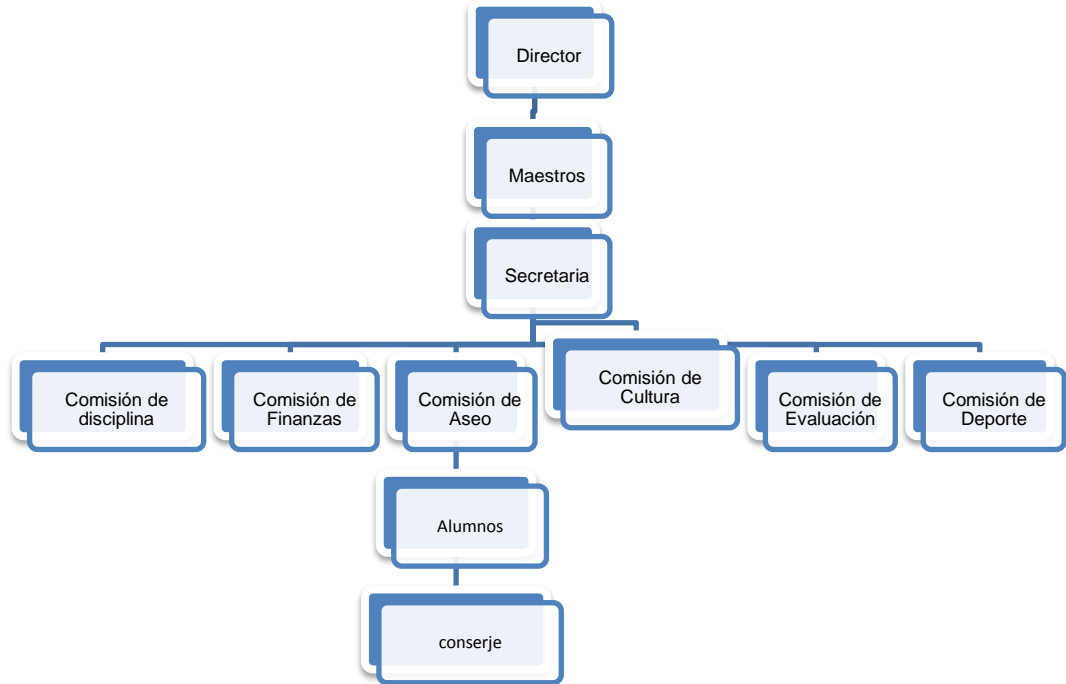 Director
Maestros
Secretaria
Comisión de
disciplina
Comisión de
Finanzas
Comisión de
Aseo
Comisión de
Cultura
Comisión de
Evaluación
Comisión de
Deporte
Alumnos
conserje